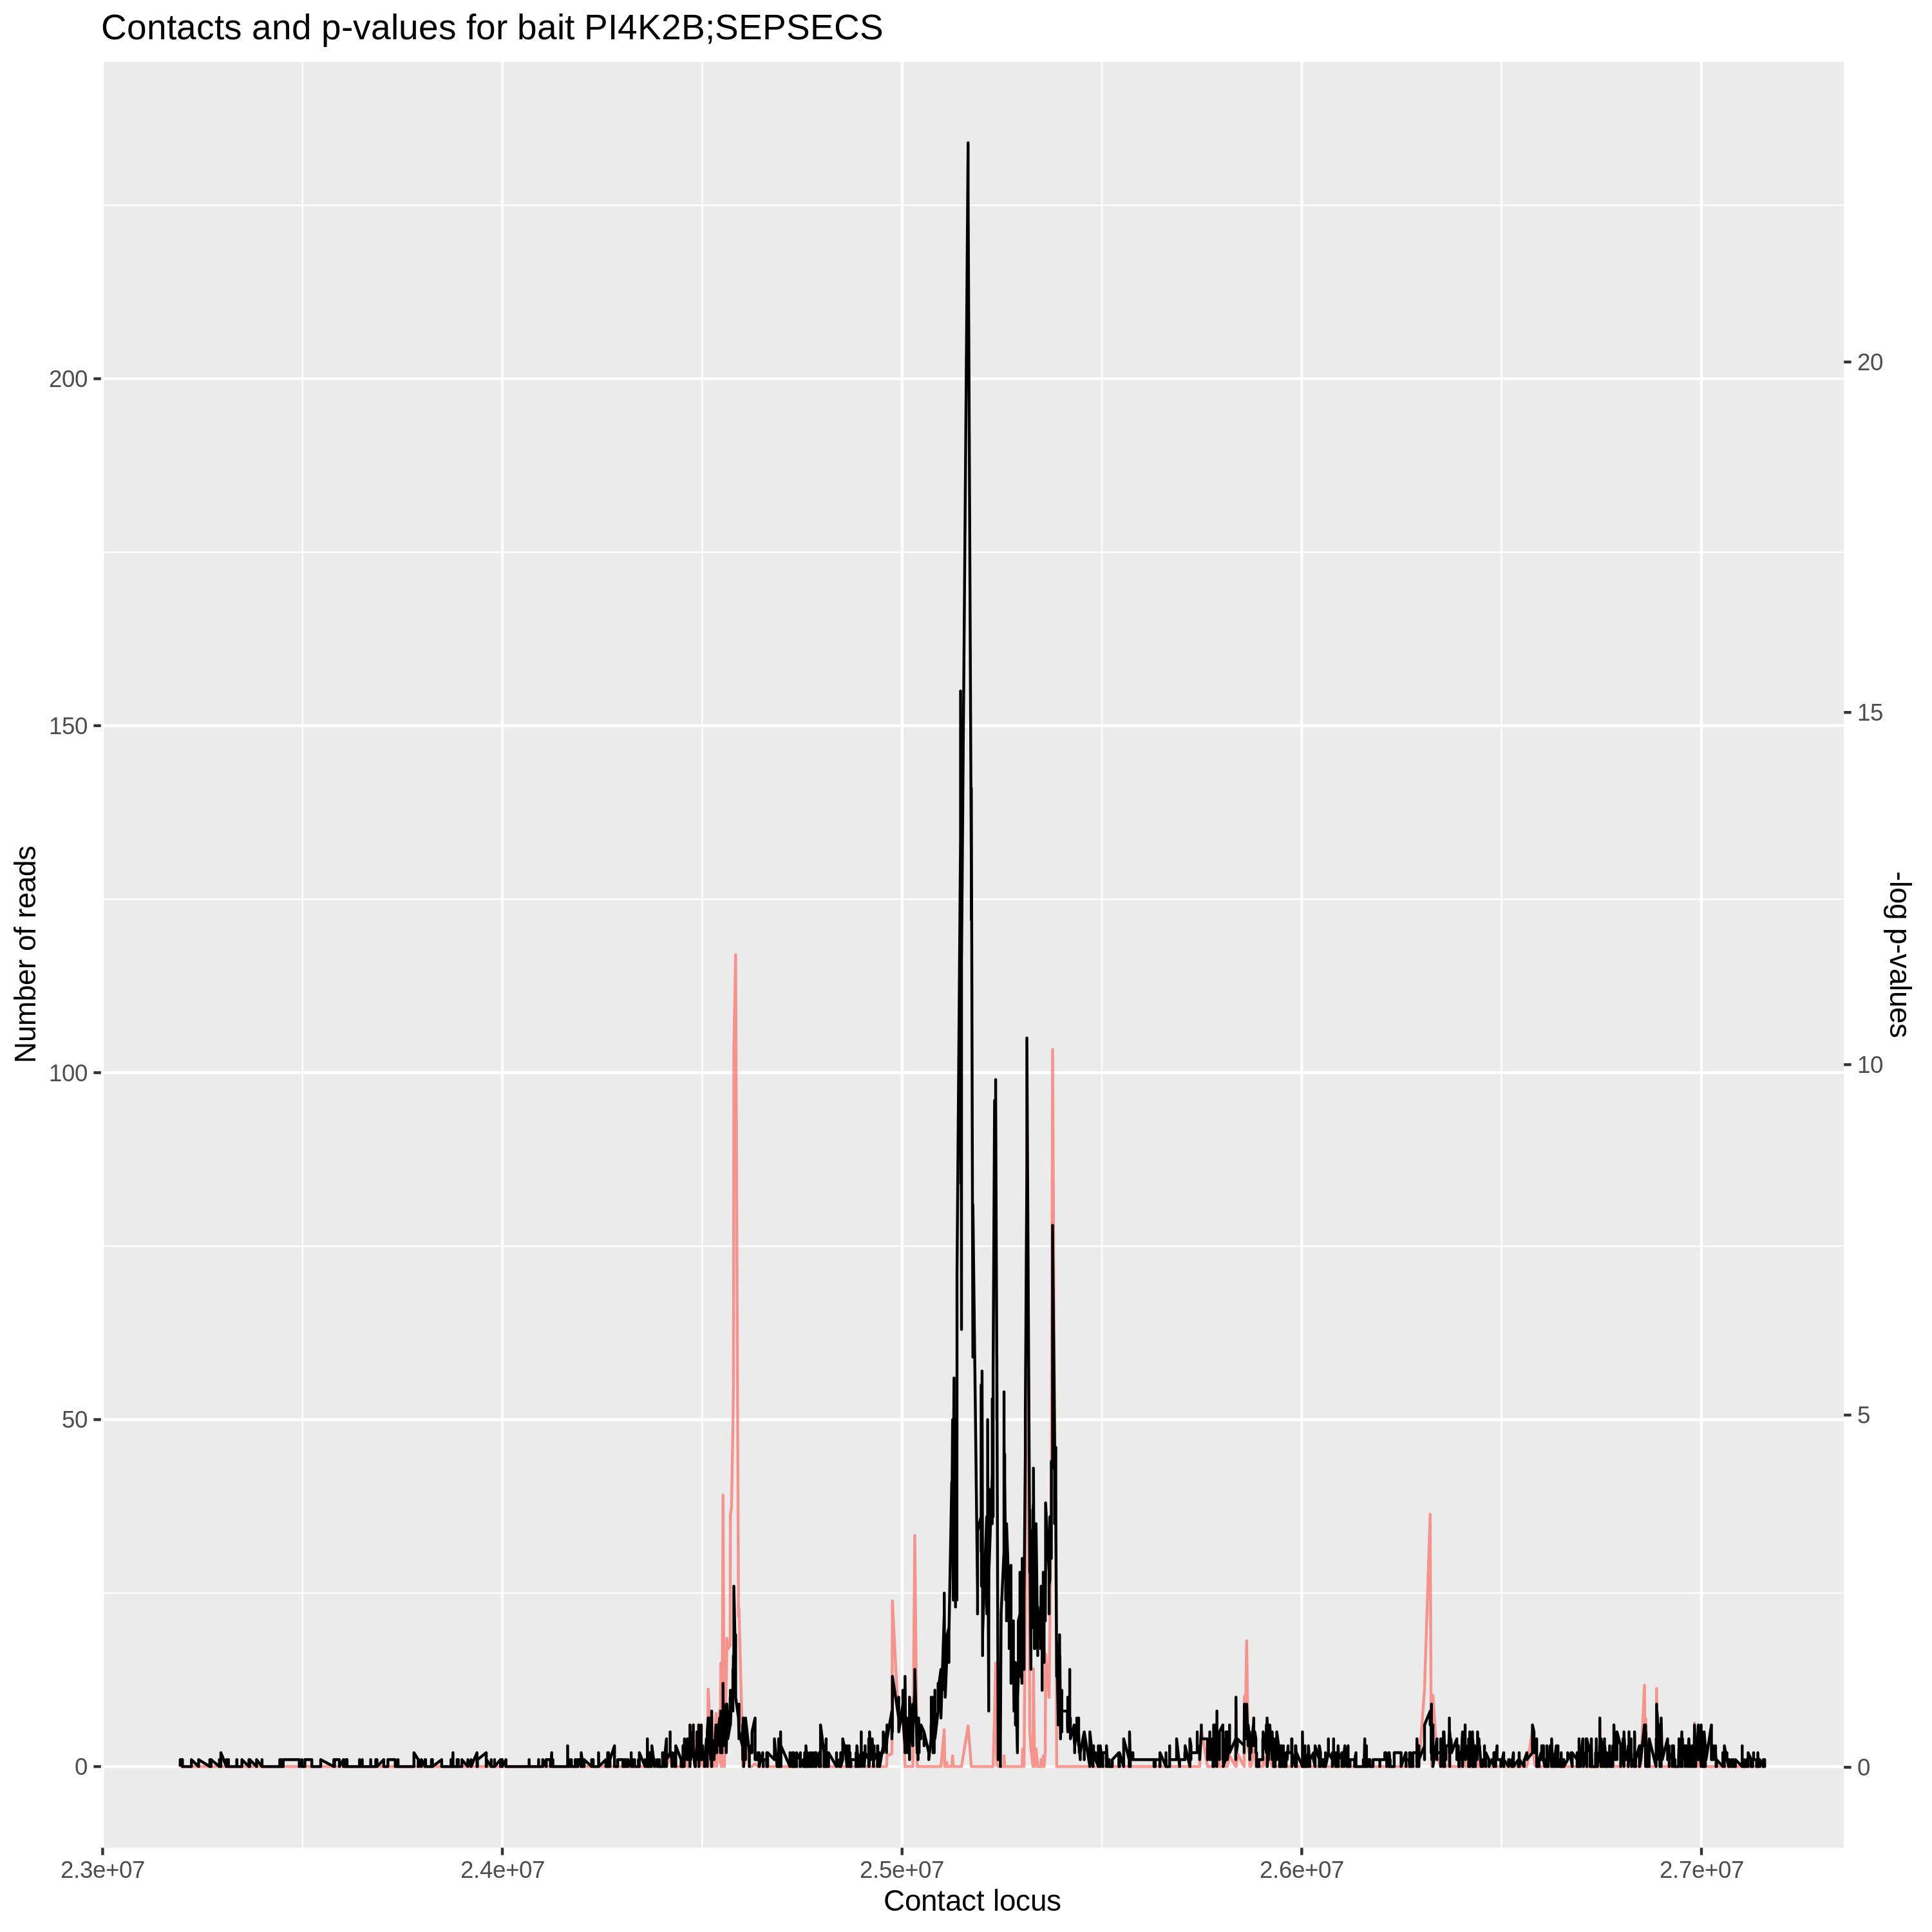 Contacts and p-values for bait PI4K2B;SEPSECS
Number of reads
200
150
100
50
0
20
15
10
5
0
-log p-values
2.3e+07
2.4e+07
2.5e+07
2.6e+07
2.7e+07
Contact locus